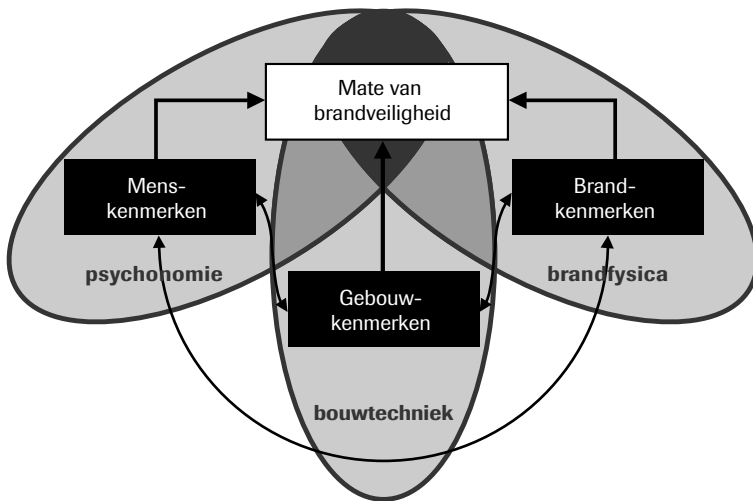 Mate van
brandveiligheid
Mens-
kenmerken
Brand-
kenmerken
psychonomie
brandfysica
Gebouw-
kenmerken
bouwtechniek